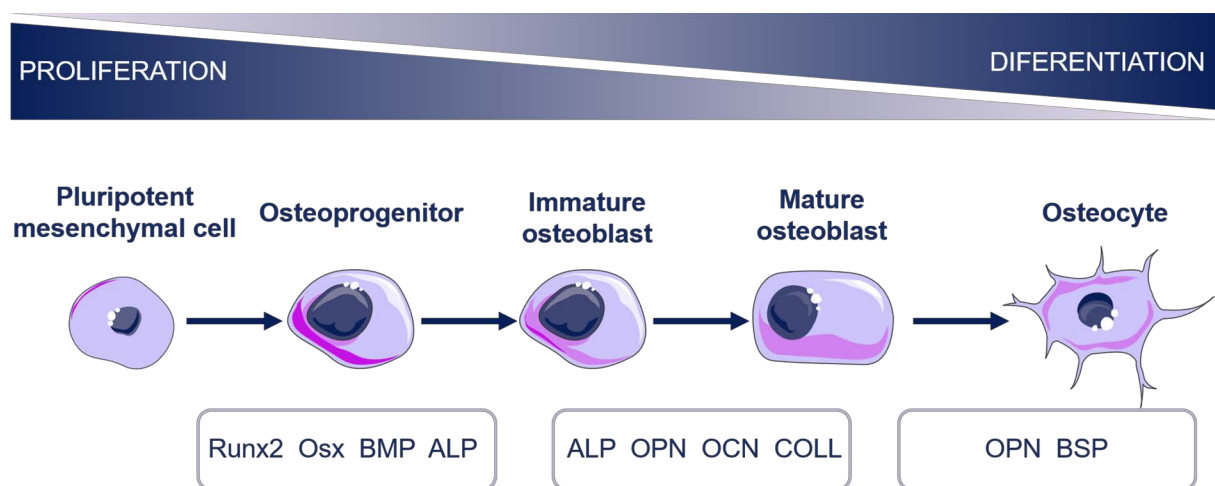 PROLIFERATION
DIFERENTIATION
Pluripotent
mesenchymal cell
Osteoprogenitor
Immature
osteoblast
Mature
osteoblast
Osteocyte
Runx2 Osx BMP ALP
ALP OPN OCN COLL
OPN BSP